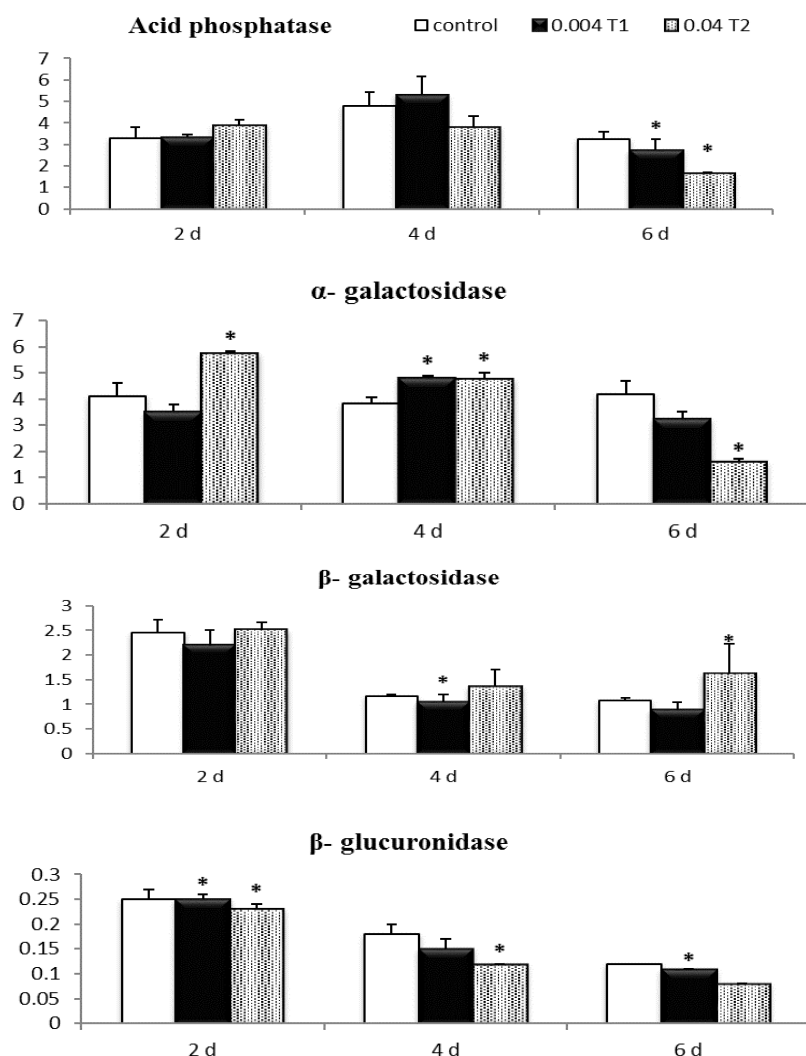 Acid phosphatase
control 0.004 T1 0.04 T2
7
6
5
4
3
2
1
0
* *
2 d 4 d 6 d
α- galactosidase
7
6
5
4
3
2
1
0
* * * *
2 d 4 d 6 d
β- galactosidase
3
2.5
2
1.5
1
0.5
0
* *
2 d 4 d 6 d
β- glucuronidase
0.3
0.25
0.2
0.15
0.1
0.05
0
* * * *
2 d 4 d 6 d